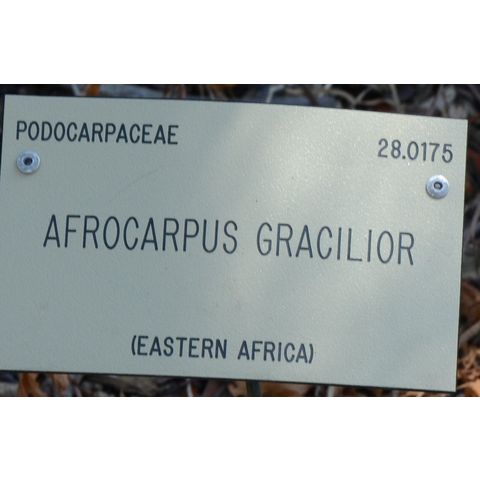 PODOCARPACEAE 28.0175
AFROCARPUS GRACILIOR
(EASTERN AFRICA)